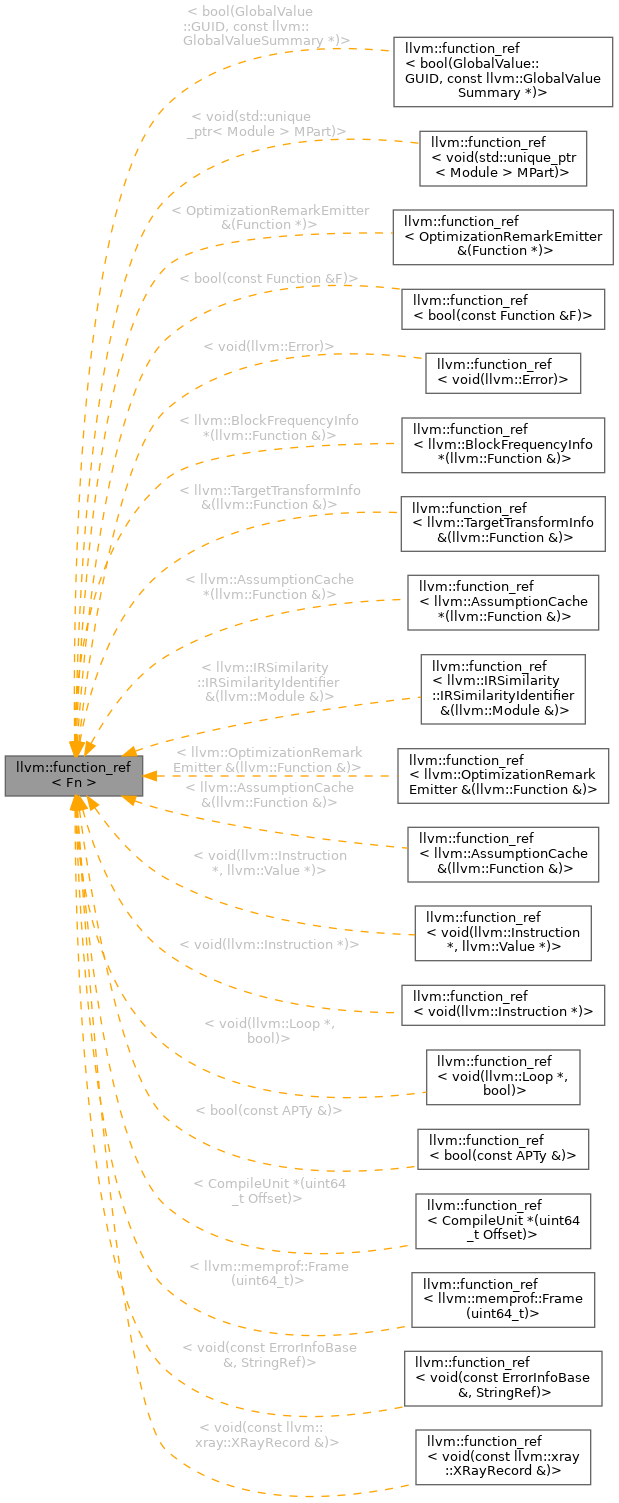 < bool(GlobalValue
::GUID, const llvm::
GlobalValueSummary *)>
llvm::function_ref
< bool(GlobalValue::
GUID, const llvm::GlobalValue
Summary *)>
< void(std::unique
_ptr< Module > MPart)>
llvm::function_ref
< void(std::unique_ptr
< Module > MPart)>
< OptimizationRemarkEmitter
&(Function *)>
llvm::function_ref
< OptimizationRemarkEmitter
&(Function *)>
< bool(const Function &F)>
llvm::function_ref
< bool(const Function &F)>
< void(llvm::Error)>
llvm::function_ref
< void(llvm::Error)>
< llvm::BlockFrequencyInfo
*(llvm::Function &)>
llvm::function_ref
< llvm::BlockFrequencyInfo
*(llvm::Function &)>
< llvm::TargetTransformInfo
&(llvm::Function &)>
llvm::function_ref
< llvm::TargetTransformInfo
&(llvm::Function &)>
< llvm::AssumptionCache
*(llvm::Function &)>
llvm::function_ref
< llvm::AssumptionCache
*(llvm::Function &)>
< llvm::IRSimilarity
::IRSimilarityIdentifier
&(llvm::Module &)>
llvm::function_ref
< llvm::IRSimilarity
::IRSimilarityIdentifier
&(llvm::Module &)>
llvm::function_ref
< Fn >
< llvm::OptimizationRemark
Emitter &(llvm::Function &)>
llvm::function_ref
< llvm::OptimizationRemark
Emitter &(llvm::Function &)>
< llvm::AssumptionCache
&(llvm::Function &)>
llvm::function_ref
< llvm::AssumptionCache
&(llvm::Function &)>
< void(llvm::Instruction
*, llvm::Value *)>
llvm::function_ref
< void(llvm::Instruction
*, llvm::Value *)>
< void(llvm::Instruction *)>
llvm::function_ref
< void(llvm::Instruction *)>
< void(llvm::Loop *,
bool)>
llvm::function_ref
< void(llvm::Loop *,
bool)>
< bool(const APTy &)>
llvm::function_ref
< bool(const APTy &)>
< CompileUnit *(uint64
_t Offset)>
llvm::function_ref
< CompileUnit *(uint64
_t Offset)>
< llvm::memprof::Frame
(uint64_t)>
llvm::function_ref
< llvm::memprof::Frame
(uint64_t)>
< void(const ErrorInfoBase
&, StringRef)>
llvm::function_ref
< void(const ErrorInfoBase
&, StringRef)>
< void(const llvm::
xray::XRayRecord &)>
llvm::function_ref
< void(const llvm::xray
::XRayRecord &)>